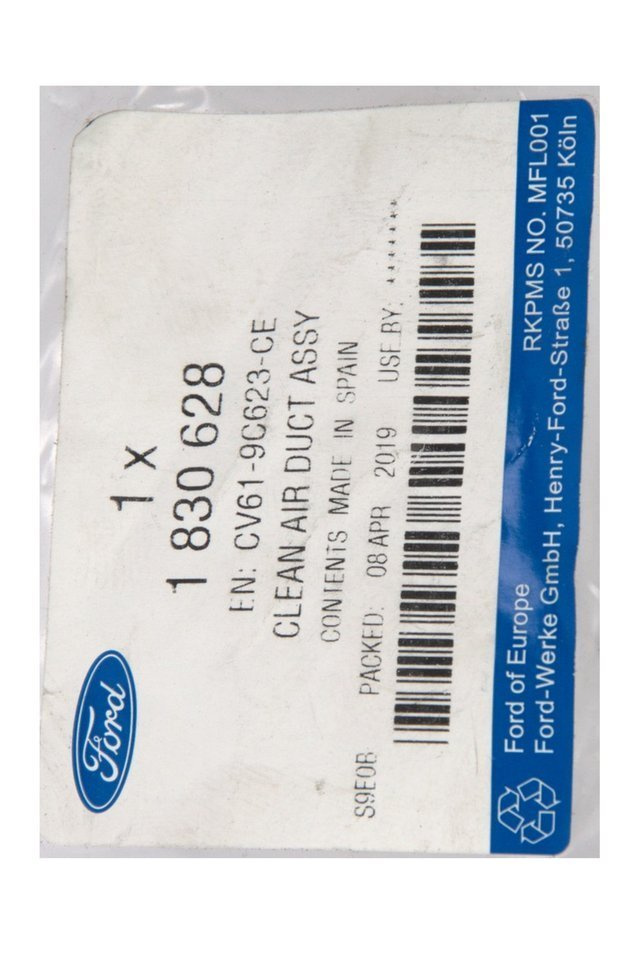 Ford
1 x
1 830 628
EN: CV61-9C623-CE
CLEAN AIR DUCT ASSY
CONTENTS MADE IN SPAIN
S9E0B PACKED: 08 APR 2019 USE BY: *******
Ford of Europe RKPMS NO. MFL001
Ford-Werke GmbH, Henry-Ford-Straße 1, 50735 Köln